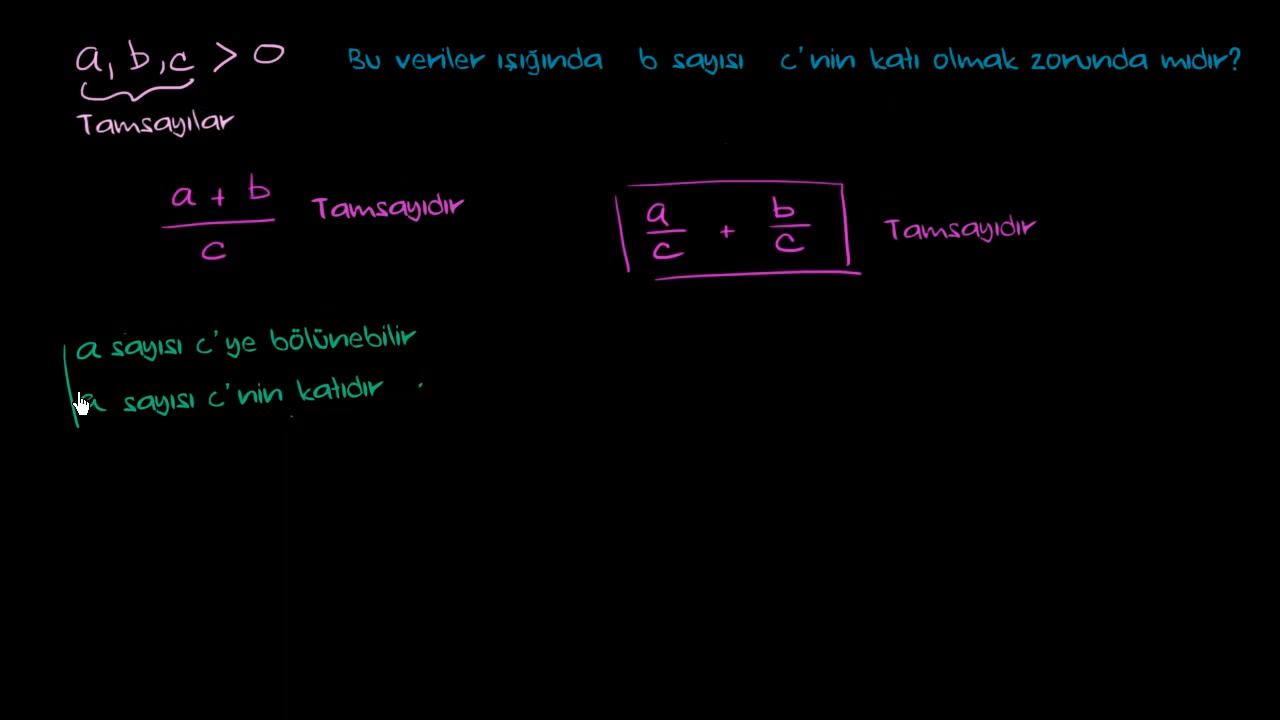 a, b, c > 0 Bu veriler ışığında b sayısı c'nin katı olmak zorunda mıdır?
Tamsayılar
a + b / c Tamsayıdır
a/c + b/c Tamsayıdır
a sayısı c'ye bölünebilir
a sayısı c'nin katıdır